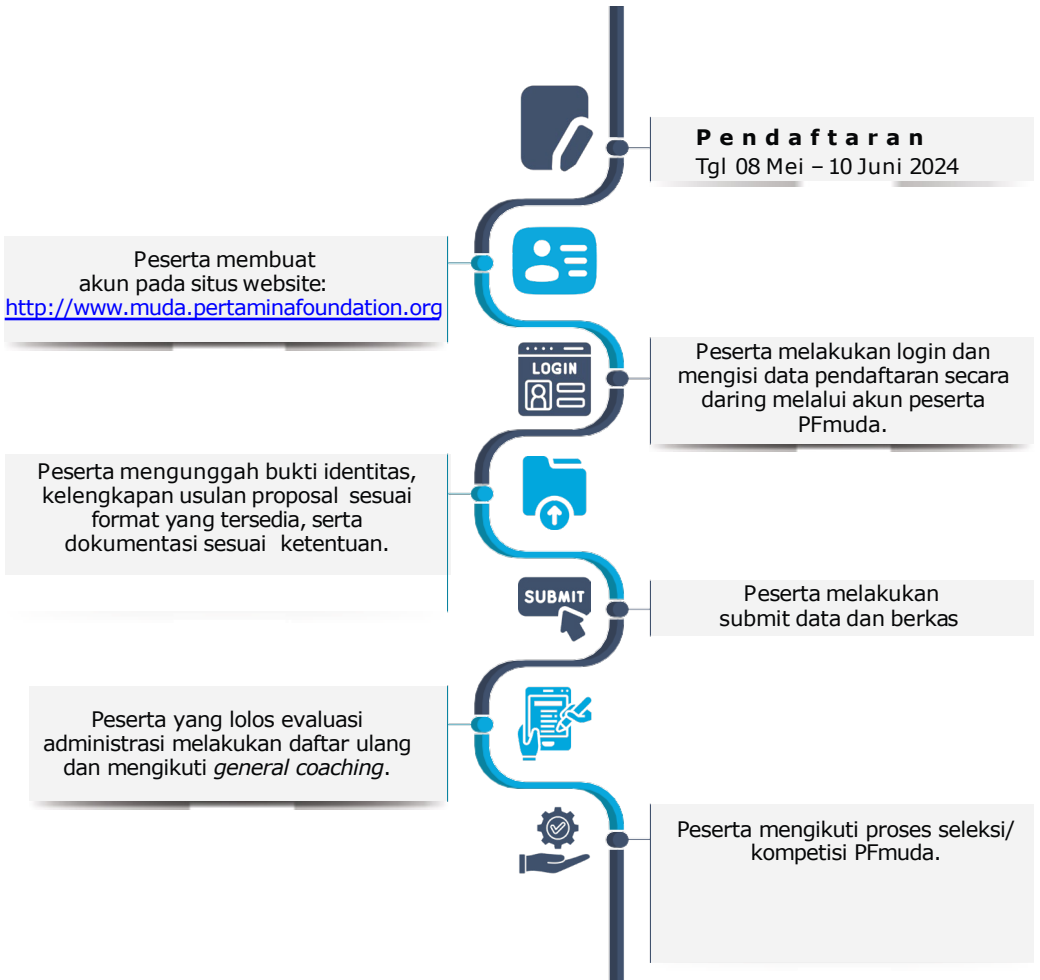 Pendaftaran
Tgl 08 Mei – 10 Juni 2024
Peserta membuat
akun pada situs website:
http://www.muda.pertaminafoundation.org
LOGIN
Peserta melakukan login dan
mengisi data pendaftaran secara
daring melalui akun peserta
PFmuda.
Peserta mengunggah bukti identitas,
kelengkapan usulan proposal sesuai
format yang tersedia, serta
dokumentasi sesuai ketentuan.
SUBMIT
Peserta melakukan
submit data dan berkas
Peserta yang lolos evaluasi
administrasi melakukan daftar ulang
dan mengikuti general coaching.
Peserta mengikuti proses seleksi/
kompetisi PFmuda.